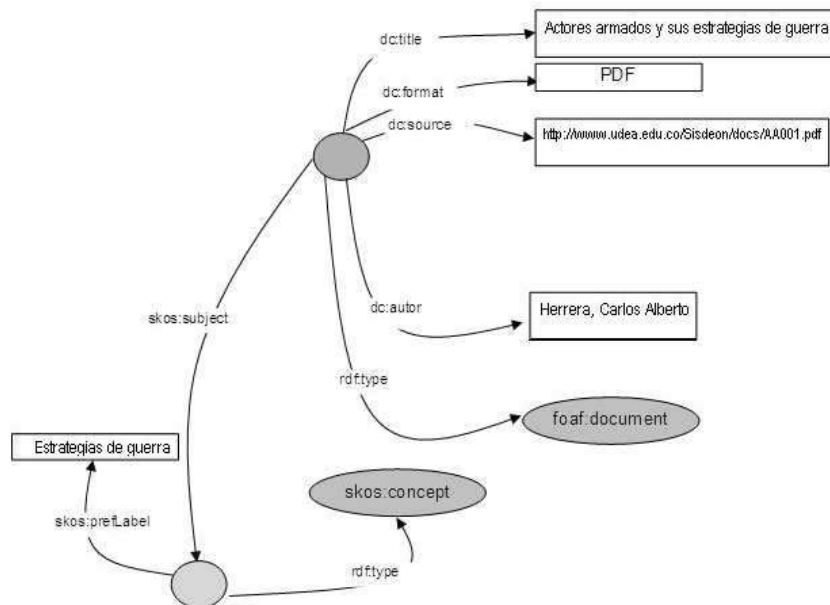 dc:title
Actores armados y sus estrategias de guerra
dc:format
PDF
dc:source
http://wwwu.udea.edu.co/Sisdeon/docs/AA001.pdf
skos:subject
dc:autor
Herrera, Carlos Alberto
rdf:type
foaf:document
Estrategias de guerra
skos:concept
skos:prefLabel
rdf:type